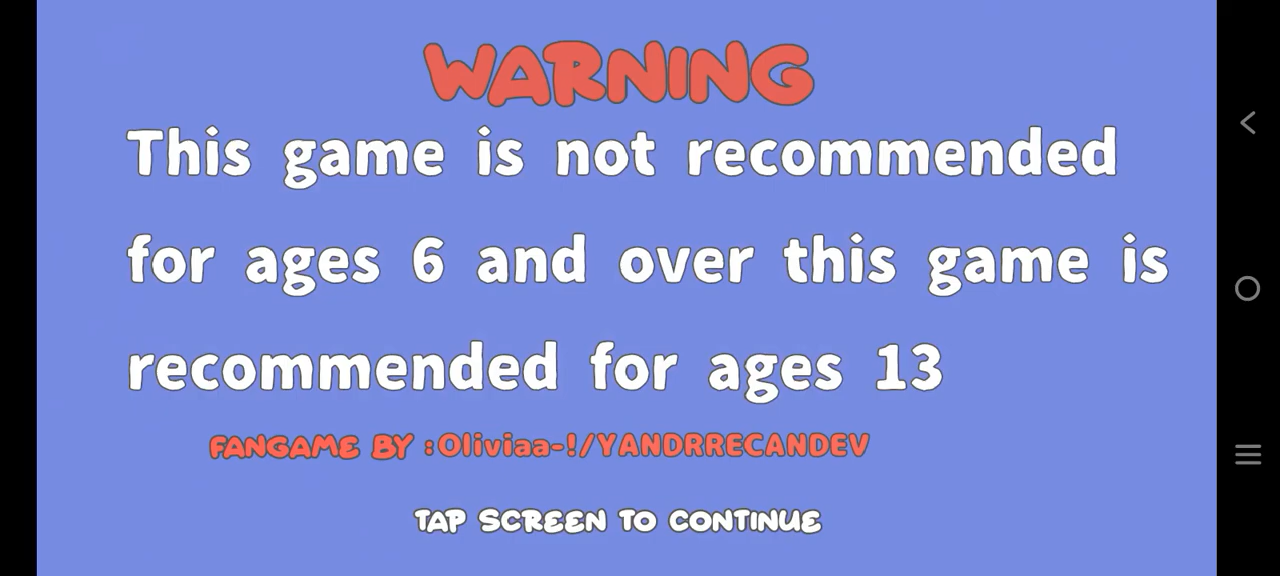 WARNING
This game is not recommended
for ages 6 and over this game is
recommended for ages 13
FANGAME BY :Oliviaa-!/YANDRRECANDEV
TAP SCREEN TO CONTINUE